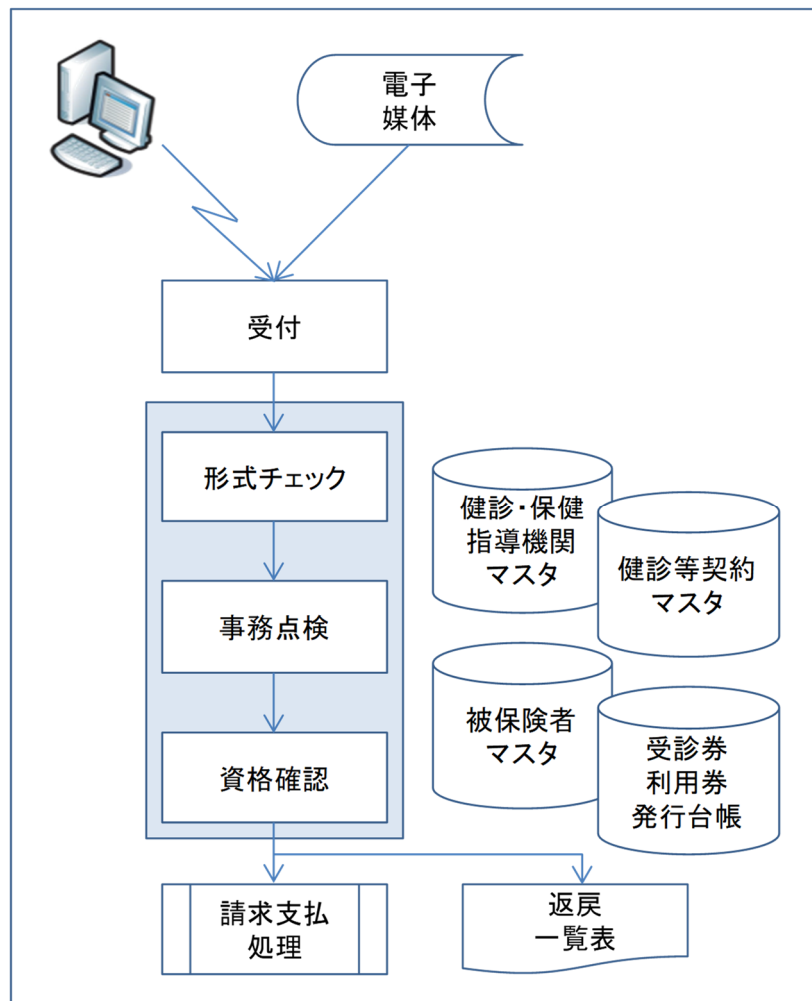 電子
媒体
受付
形式チェック
健診・保健
指導機関
マスタ
健診等契約
マスタ
事務点検
被保険者
マスタ
受診券
利用券
発行台帳
資格確認
請求支払
処理
返戻
一覧表